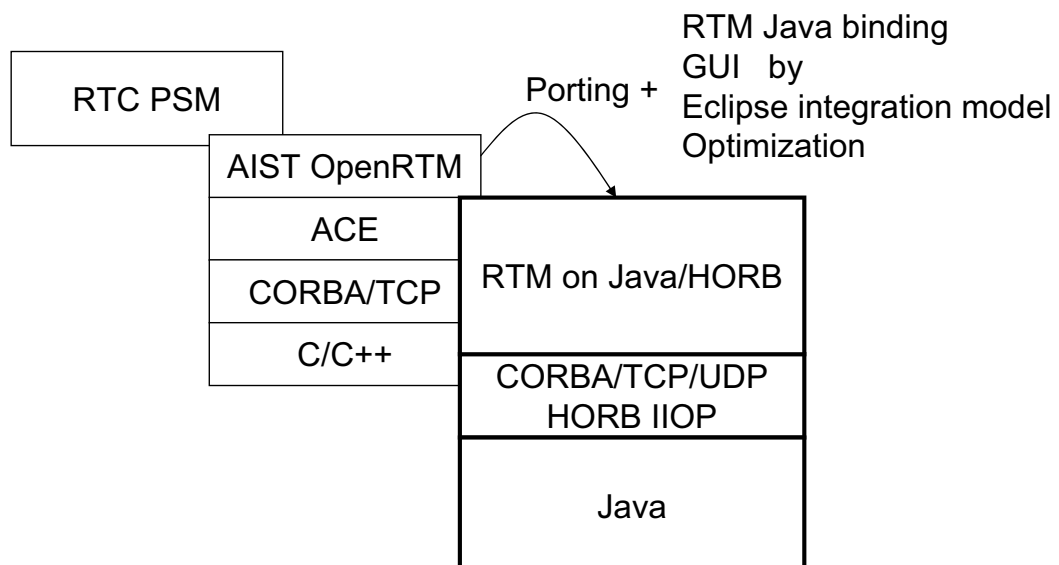 RTM Java binding
GUI by
Eclipse integration model
Optimization
Porting +
RTC PSM
AIST OpenRTM
ACE
CORBA/TCP
C/C++
RTM on Java/HORB
CORBA/TCP/UDP
HORB IIOP
Java